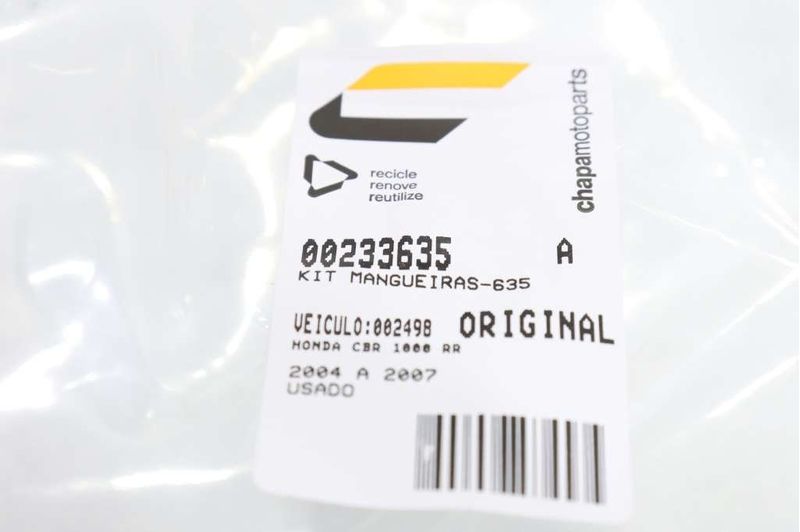 chapamotoparts
recicle
renove
reutilize
00233635 A
KIT MANGUEIRAS-635
VEICULO:002498 ORIGINAL
HONDA CBR 1000 RR
2004 A 2007
USADO